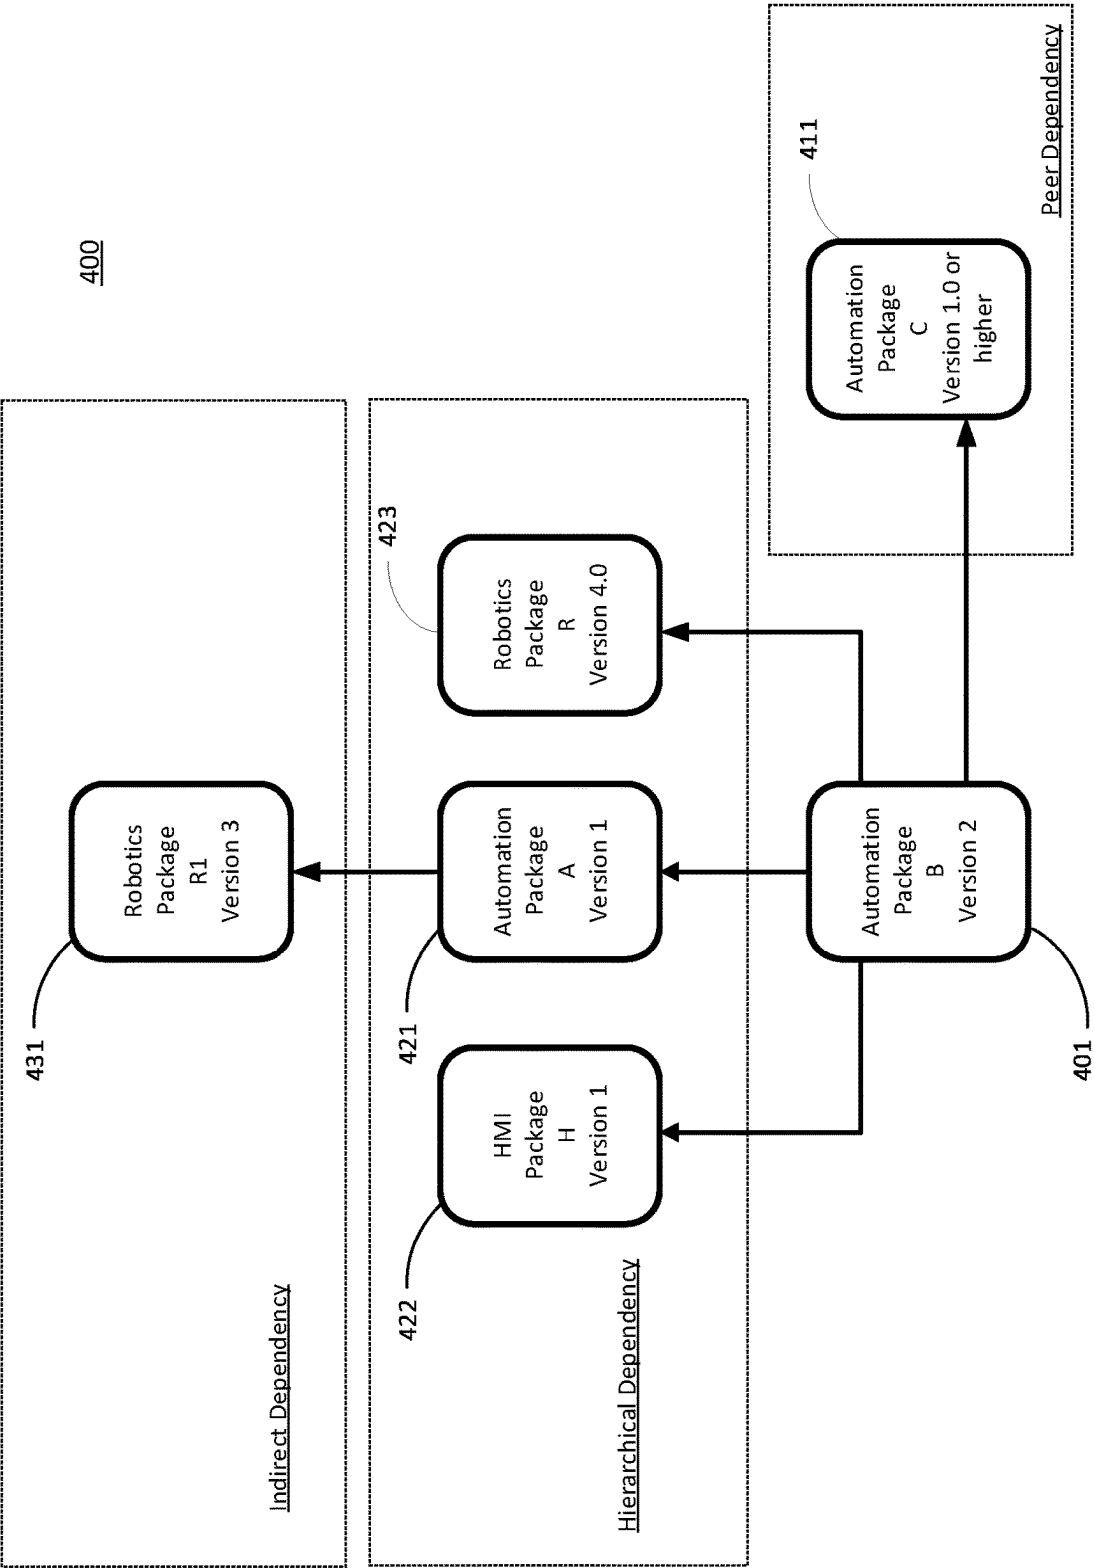 400
431
Robotics
Package
R1
Version 3
Indirect Dependency
422
HMI
Package
H
Version 1
421
Automation
Package
A
Version 1
423
Robotics
Package
R
Version 4.0
Hierarchical Dependency
Automation
Package
B
Version 2
401
411
Automation
Package
C
Version 1.0 or
higher
Peer Dependency